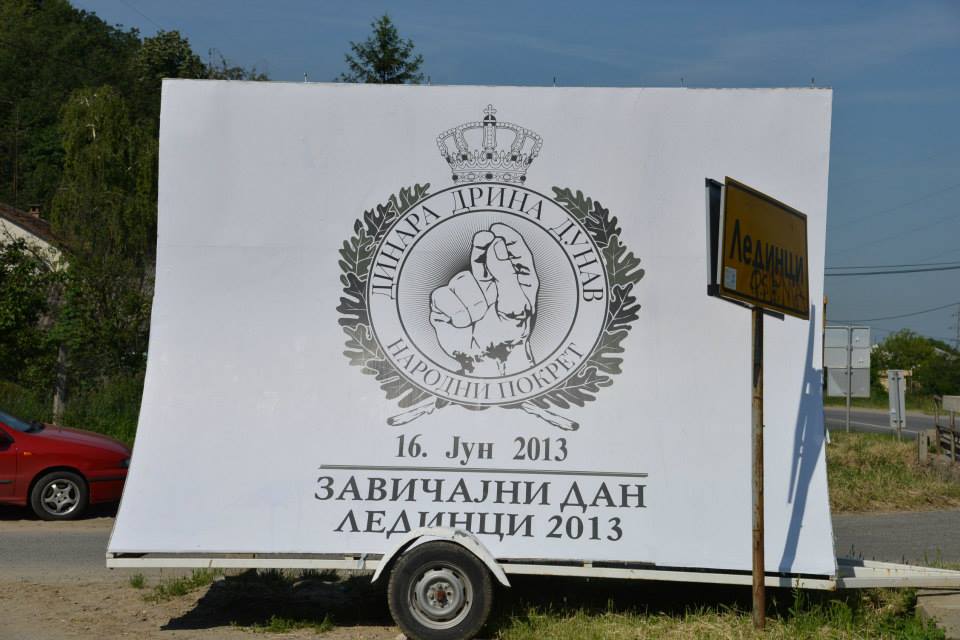 ДИНАРА ДРИНА ДУНАВ
НАРОДНИ ПОКРЕТ
16. Јун 2013
ЗАВИЧАЈНИ ДАН
ЛЕДИНЦИ 2013
Лединци